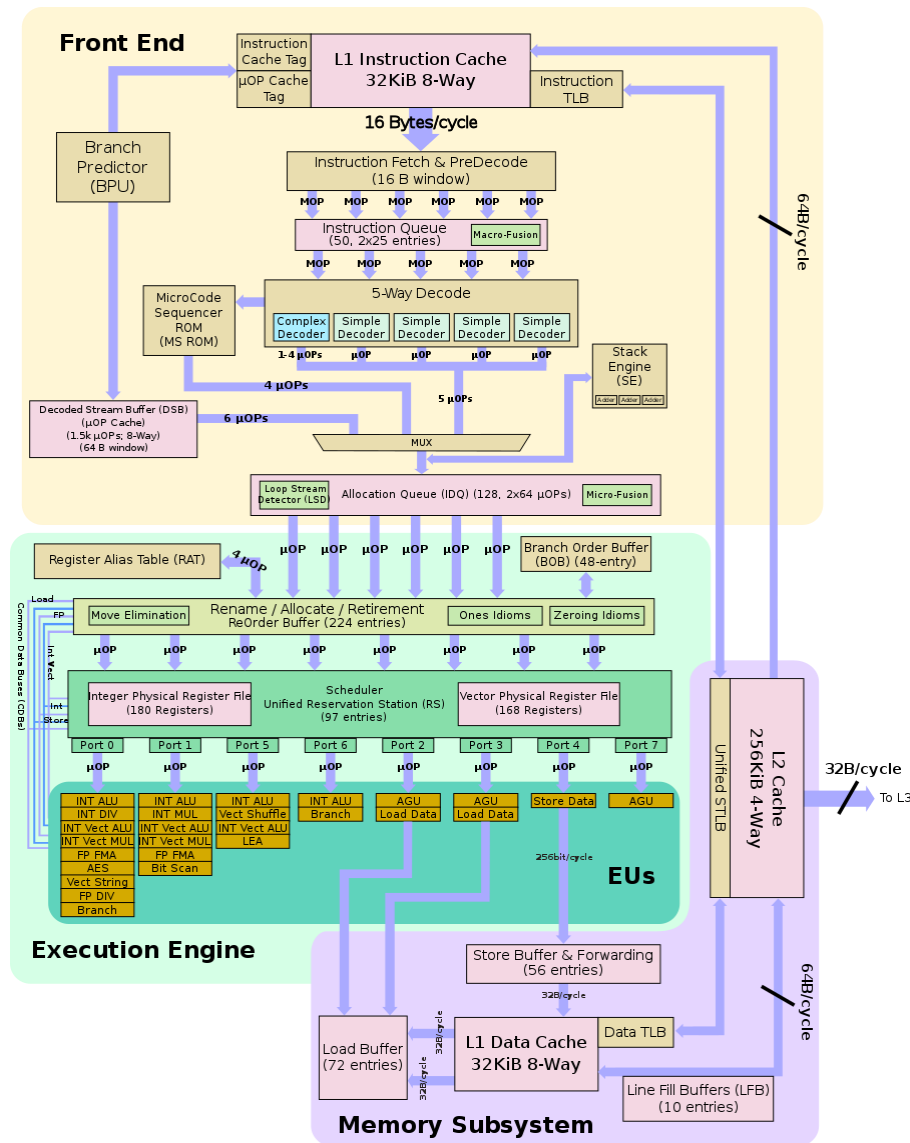 Front End
Instruction
Cache Tag
µOP Cache
Tag
L1 Instruction Cache
32KiB 8-Way
Instruction
TLB
16 Bytes/cycle
Branch
Predictor
(BPU)
Instruction Fetch & PreDecode
(16 B window)
MOP MOP MOP MOP MOP MOP
Instruction Queue
(50, 2x25 entries)
Macro-Fusion
MOP MOP MOP MOP MOP
64B/cycle
5-Way Decode
Complex
Decoder
Simple
Decoder
Simple
Decoder
Simple
Decoder
Simple
Decoder
MicroCode
Sequencer
ROM
(MS ROM)
1-4 µOPs µOP µOP µOP µOP
Stack
Engine
(SE)
Adder Adder Adder
4 µOPs
5 µOPs
Decoded Stream Buffer (DSB)
(µOP Cache)
(1.5k µOPs; 8-Way)
(64 B window)
6 µOPs
MUX
Loop Stream
Detector (LSD)
Allocation Queue (IDQ) (128, 2x64 µOPs)
Micro-Fusion
Register Alias Table (RAT)
4 µOP
µOP µOP µOP µOP µOP µOP
Branch Order Buffer
(BOB) (48-entry)
Rename / Allocate / Retirement
ReOrder Buffer (224 entries)
Move Elimination
Ones Idioms
Zeroing Idioms
Load
FP
Common Data Buses (CDBs)
Int Vect
Int
Store
µOP µOP µOP µOP µOP µOP µOP µOP
Integer Physical Register File
(180 Registers)
Scheduler
Unified Reservation Station (RS)
(97 entries)
Vector Physical Register File
(168 Registers)
Port 0 Port 1 Port 5 Port 6 Port 2 Port 3 Port 4 Port 7
µOP µOP µOP µOP µOP µOP µOP µOP
INT ALU
INT DIV
INT Vect ALU
INT Vect MUL
FP FMA
AES
Vect String
FP DIV
Branch
INT ALU
INT MUL
INT Vect ALU
INT Vect MUL
FP FMA
Bit Scan
INT ALU
Vect Shuffle
INT Vect ALU
LEA
INT ALU
Branch
AGU
Load Data
AGU
Load Data
Store Data
AGU
256bit/cycle
EUs
Execution Engine
Unified STLB
L2 Cache
256KiB 4-Way
32B/cycle
To L3
Store Buffer & Forwarding
(56 entries)
32B/cycle
64B/cycle
Load Buffer
(72 entries)
32B/cycle
32B/cycle
L1 Data Cache
32KiB 8-Way
Data TLB
Line Fill Buffers (LFB)
(10 entries)
Memory Subsystem